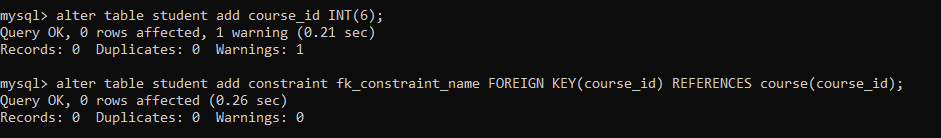 mysql> alter table student add course_id INT(6);
Query OK, 0 rows affected, 1 warning (0.21 sec)
Records: 0  Duplicates: 0  Warnings: 1
mysql> alter table student add constraint fk_constraint_name FOREIGN KEY(course_id) REFERENCES course(course_id);
Query OK, 0 rows affected (0.26 sec)
Records: 0  Duplicates: 0  Warnings: 0